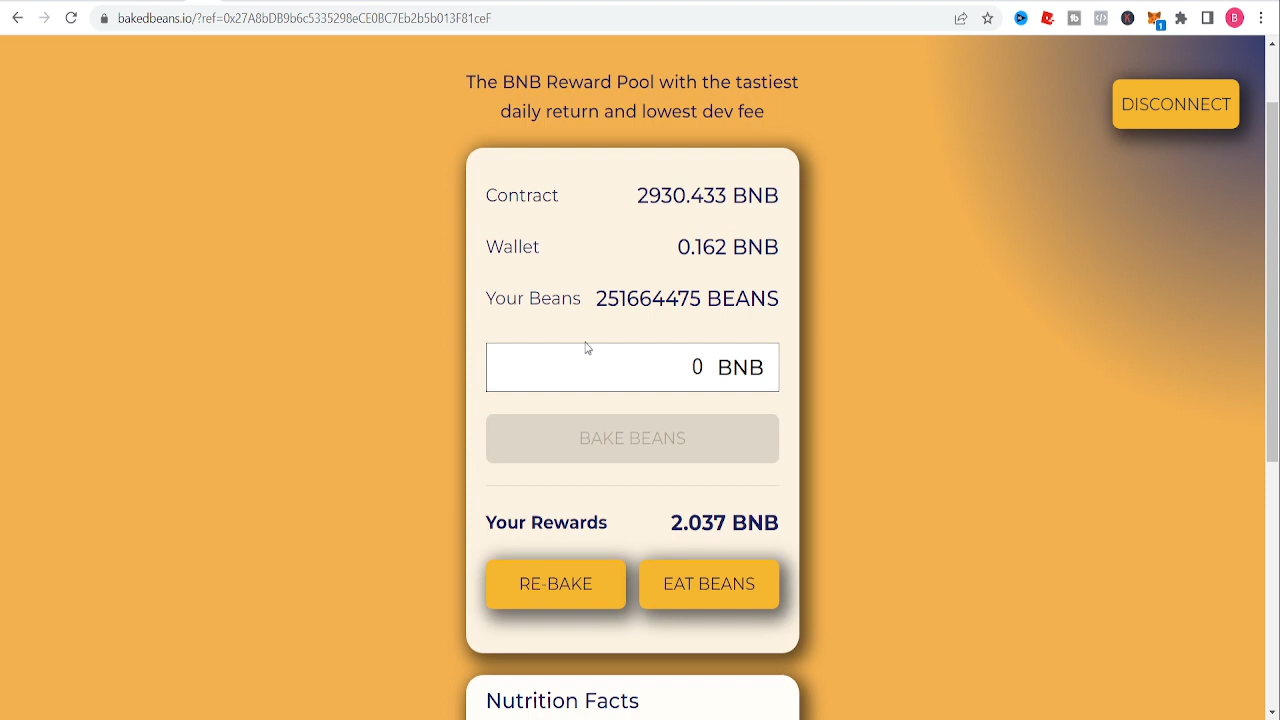 bakedbeans.io/?ref=0x27A8bDB9b6c5d3298eCE0BC7Eb2b2b013f81ceF
The BNB Reward Pool with the tastiest
daily return and lowest dev fee
DISCONNECT
Contract 2930.433 BNB
Wallet 0.162 BNB
Your Beans 251664475 BEANS
0 BNB
BAKE BEANS
Your Rewards 2.037 BNB
RE-BAKE EAT BEANS
Nutrition Facts